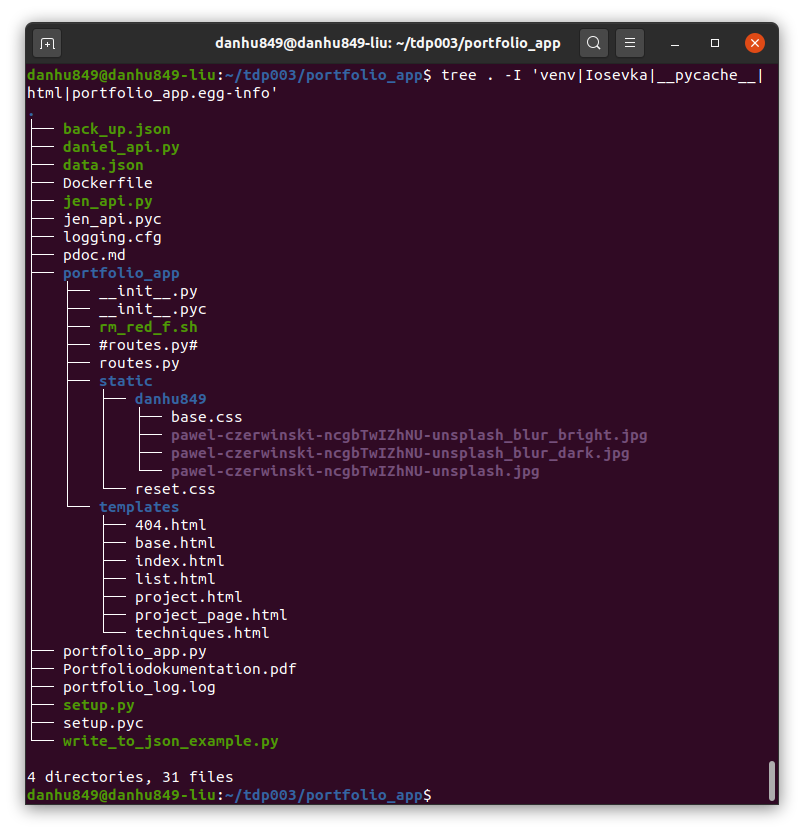 danhu849@danhu849-liu: ~/tdp003/portfolio_app
danhu849@danhu849-liu:~/tdp003/portfolio_app$ tree . -I 'venv|Iosevka|__pycache__|
html|portfolio_app.egg-info'
.
├── back_up.json
├── daniel_api.py
├── data.json
├── Dockerfile
├── jen_api.py
├── jen_api.pyc
├── logging.cfg
├── pdoc.md
├── portfolio_app
│   ├── __init__.py
│   ├── __init__.pyc
│   ├── rm_red_f.sh
│   ├── #routes.py#
│   ├── routes.py
│   ├── static
│   │   ├── danhu849
│   │   │   ├── base.css
│   │   │   ├── pawel-czerwinski-ncgbTwIZhNU-unsplash_blur_bright.jpg
│   │   │   ├── pawel-czerwinski-ncgbTwIZhNU-unsplash_blur_dark.jpg
│   │   │   └── pawel-czerwinski-ncgbTwIZhNU-unsplash.jpg
│   │   └── reset.css
│   └── templates
│       ├── 404.html
│       ├── base.html
│       ├── index.html
│       ├── list.html
│       ├── project.html
│       ├── project_page.html
│       └── techniques.html
├── portfolio_app.py
├── Portfoliodokumentation.pdf
├── portfolio_log.log
├── setup.py
├── setup.pyc
└── write_to_json_example.py
4 directories, 31 files
danhu849@danhu849-liu:~/tdp003/portfolio_app$